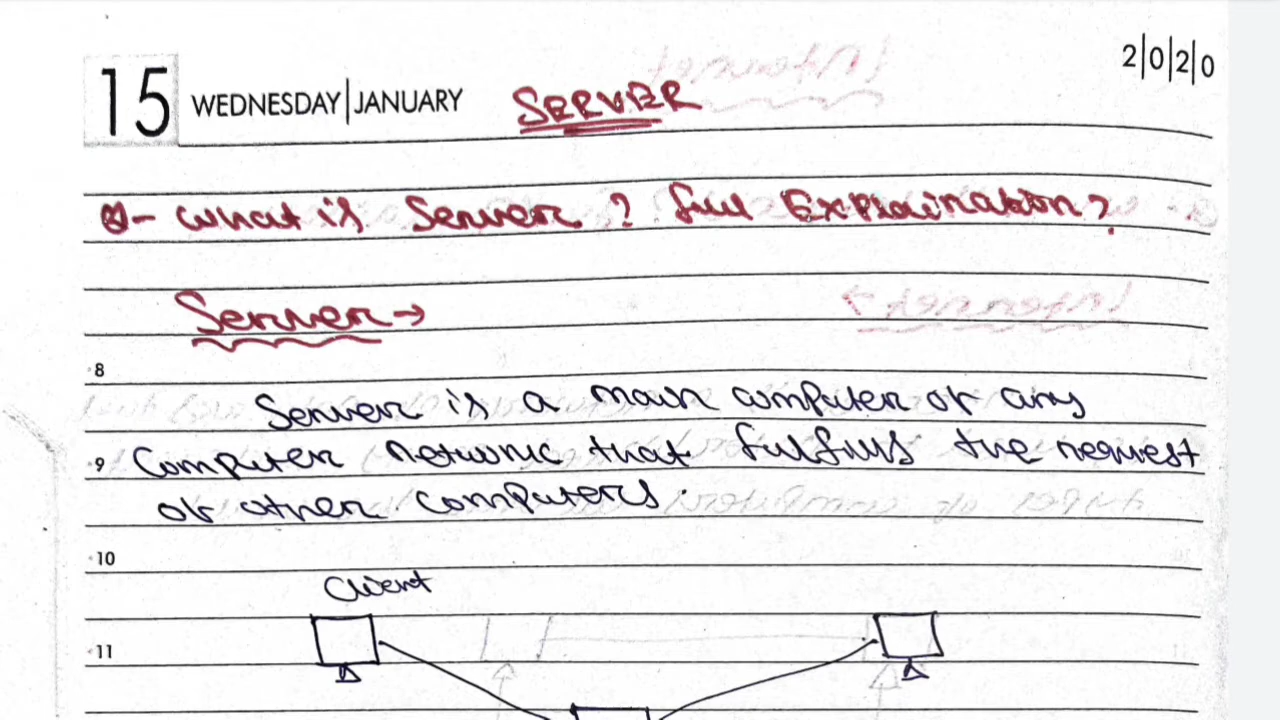 15 WEDNESDAY|JANUARY SERVER 2|0|2|0
Q- What is Server ? full Explaination?
Server →
8
Server is a main computer of any
9 Computer Network that fulfills the request
of other Computers.
10
Client
11